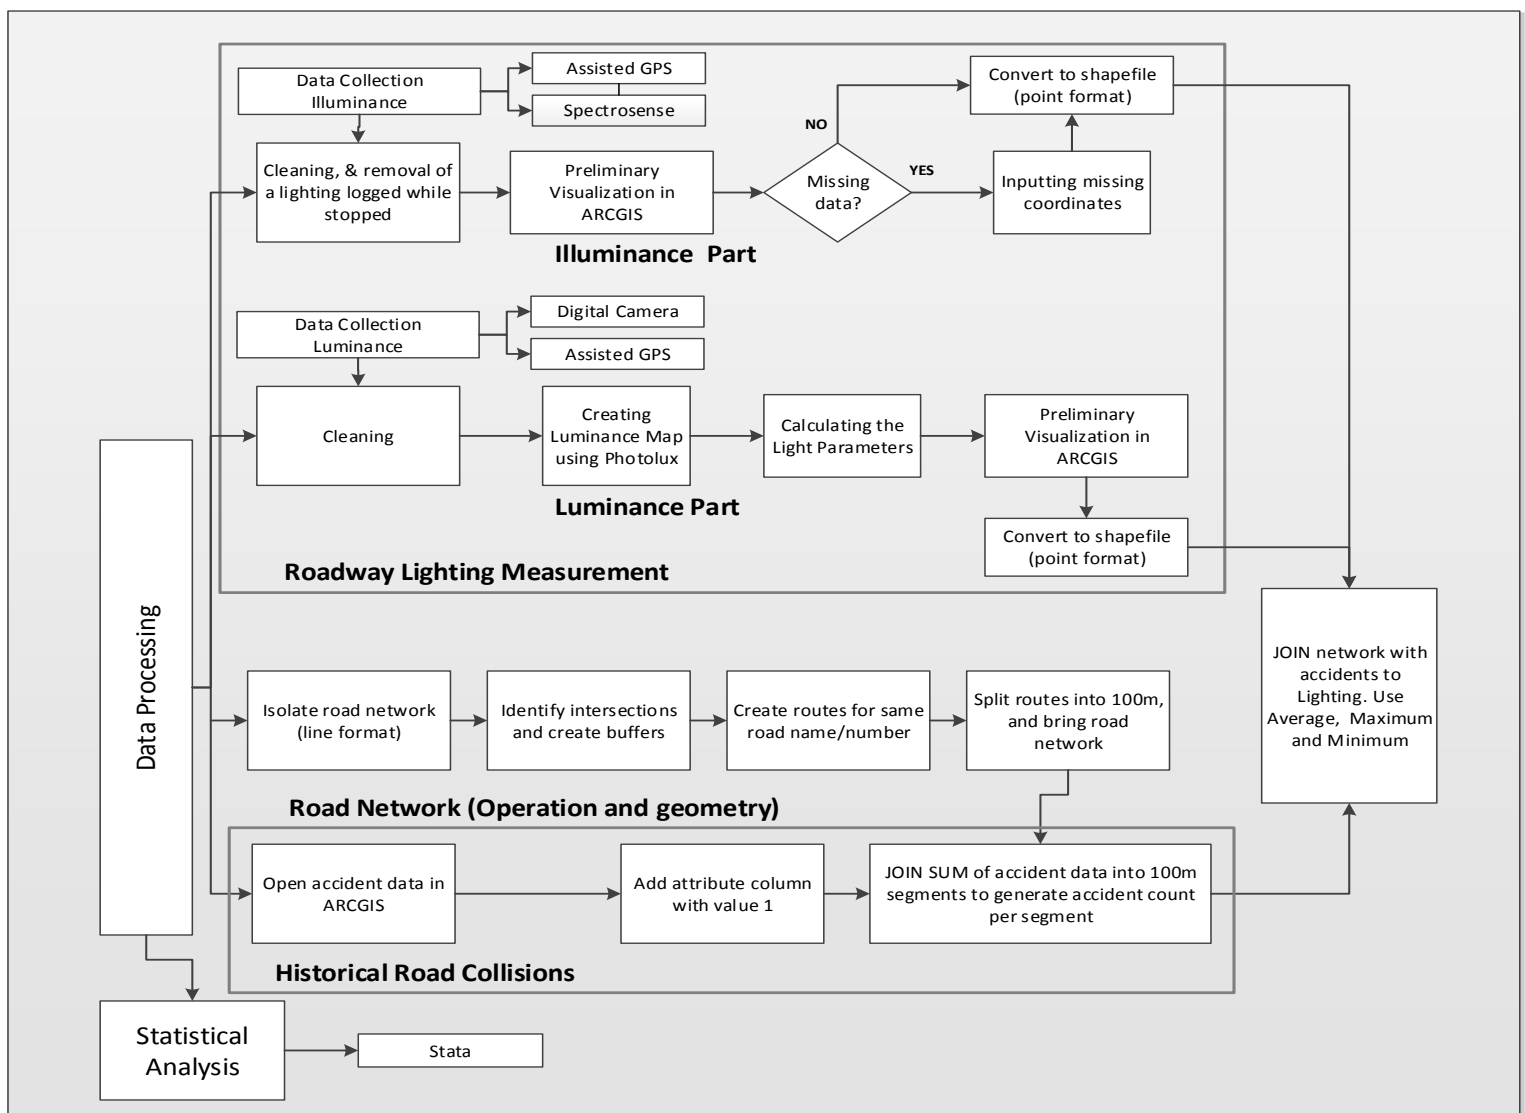 Data Collection
Illuminance
Assisted GPS
Spectrosense
Convert to shapefile
(point format)
NO
Cleaning, & removal of
a lighting logged while
stopped
Preliminary
Visualization in
ARCGIS
Missing
data?
YES
Inputting missing
coordinates
Illuminance Part
Data Collection
Luminance
Digital Camera
Assisted GPS
Cleaning
Creating
Luminance Map
using Photolux
Calculating the
Light Parameters
Preliminary
Visualization in
ARCGIS
Luminance Part
Convert to shapefile
(point format)
Roadway Lighting Measurement
Data Processing
JOIN network with
accidents to
Lighting. Use
Average, Maximum
and Minimum
Isolate road network
(line format)
Identify intersections
and create buffers
Create routes for same
road name/number
Split routes into 100m,
and bring road
network
Road Network (Operation and geometry)
Open accident data in
ARCGIS
Add attribute column
with value 1
JOIN SUM of accident data into 100m
segments to generate accident count
per segment
Historical Road Collisions
Statistical
Analysis
Stata